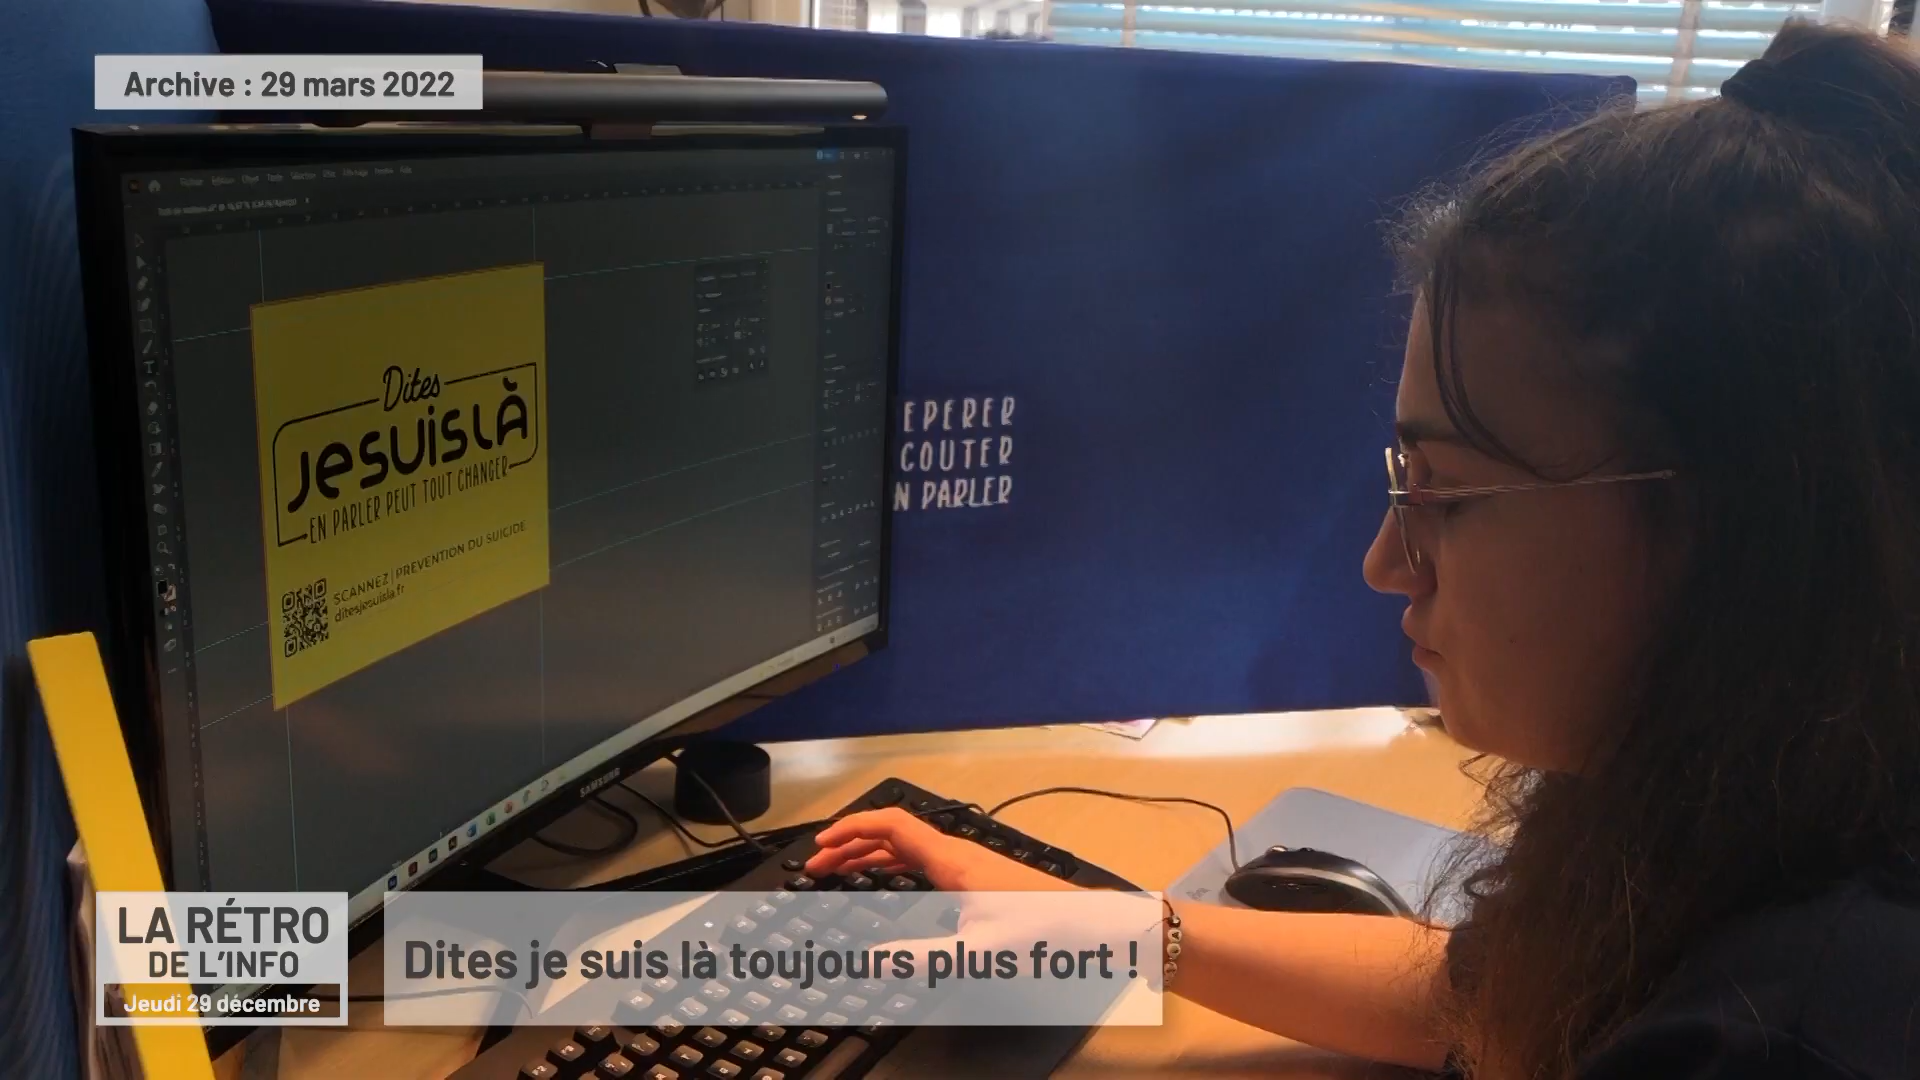 Archive : 29 mars 2022
Dites
JESUISLÀ
EN PARLER PEUT TOUT CHANGER
SCANNEZ | PREVENTION DU SUICIDE
ditesjesuisla.fr
EPERER
COUTER
N PARLER
SAMSUNG
LA RÉTRO
DE L'INFO
Jeudi 29 décembre
Dites je suis là toujours plus fort !